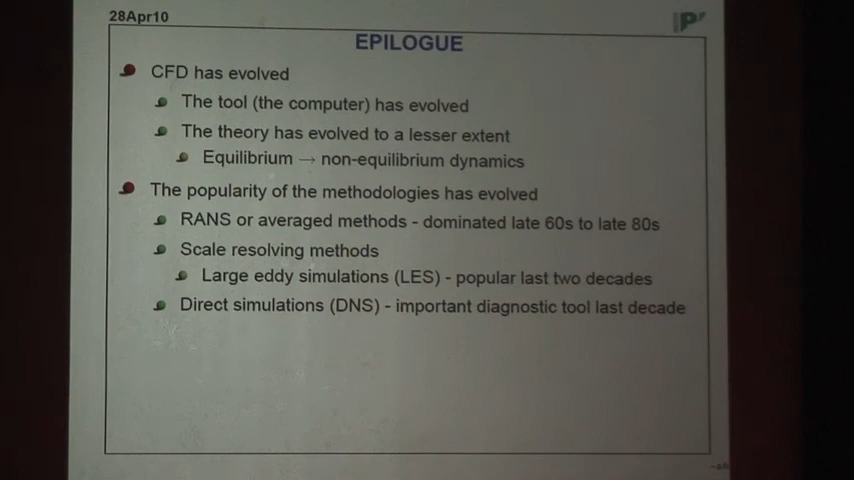 28Apr10
P'
EPILOGUE
CFD has evolved
The tool (the computer) has evolved
The theory has evolved to a lesser extent
Equilibrium → non-equilibrium dynamics
The popularity of the methodologies has evolved
RANS or averaged methods - dominated late 60s to late 80s
Scale resolving methods
Large eddy simulations (LES) - popular last two decades
Direct simulations (DNS) - important diagnostic tool last decade